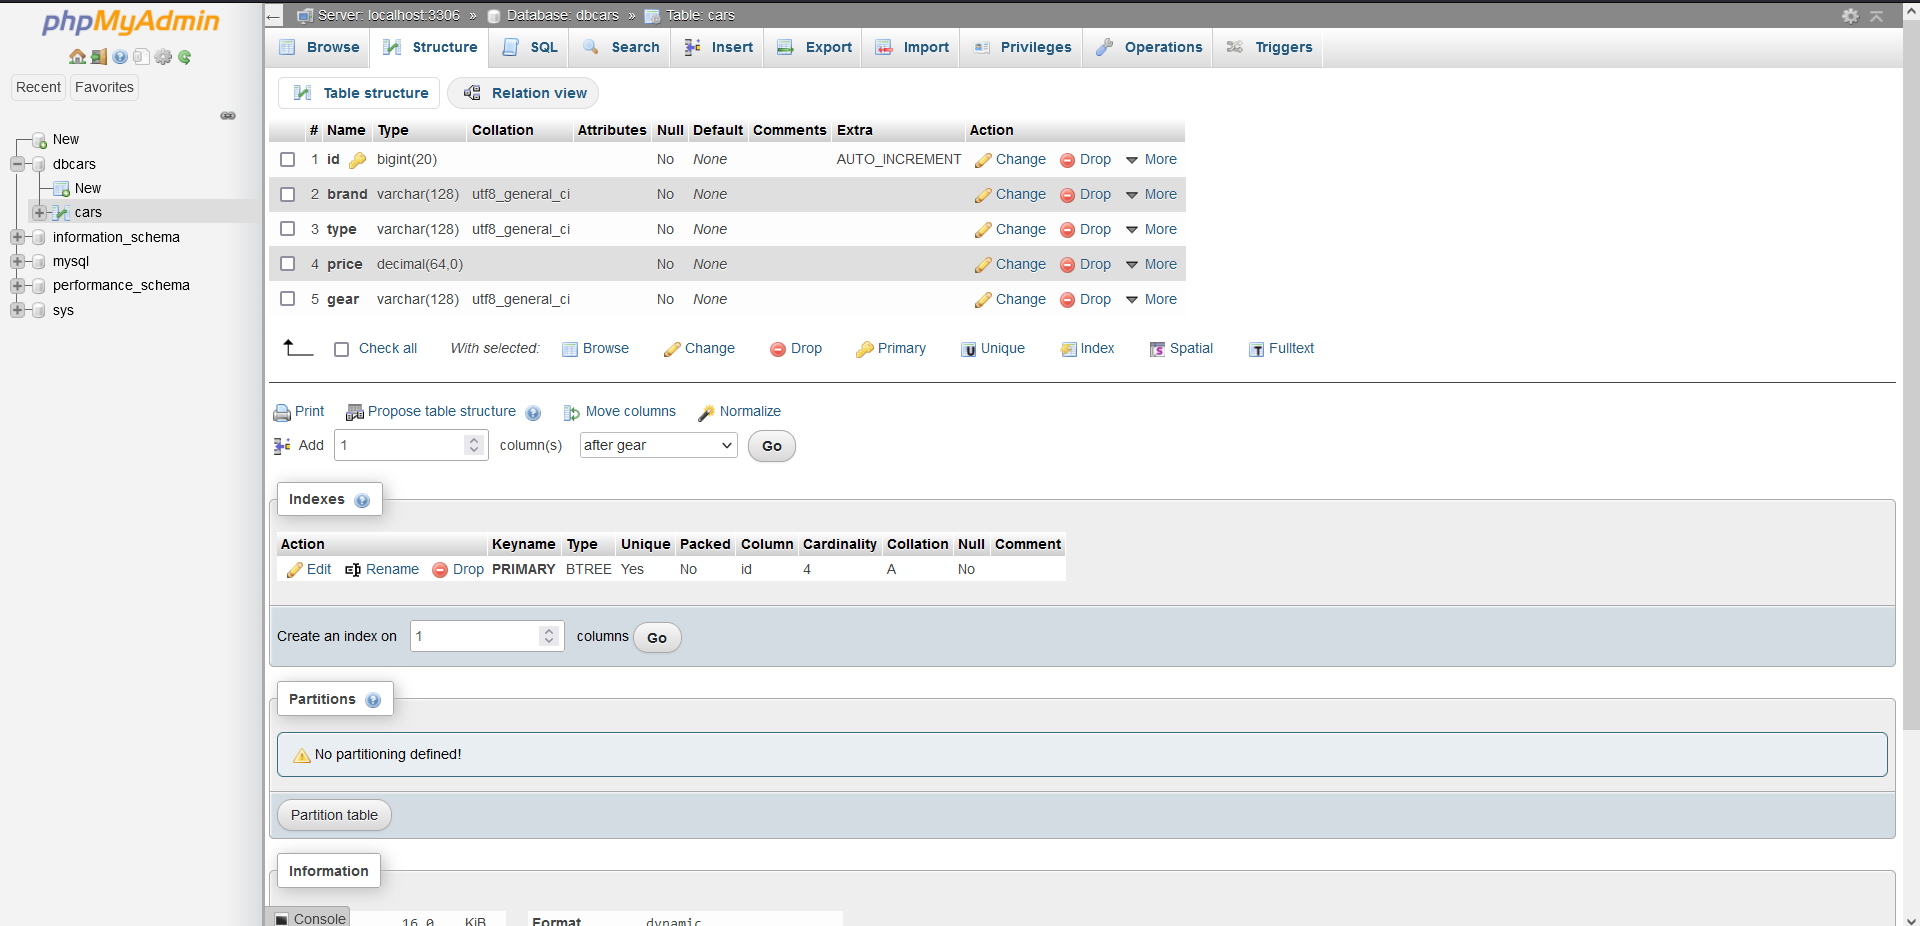 phpMyAdmin
Recent Favorites
New
dbcars
New
cars
information_schema
mysql
performance_schema
sys
Server: localhost:3306 » Database: dbcars » Table: cars
Browse Structure SQL Search Insert Export Import Privileges Operations Triggers
Table structure Relation view
# Name Type Collation Attributes Null Default Comments Extra Action
1 id bigint(20) No None AUTO_INCREMENT Change Drop More
2 brand varchar(128) utf8_general_ci No None Change Drop More
3 type varchar(128) utf8_general_ci No None Change Drop More
4 price decimal(64,0) No None Change Drop More
5 gear varchar(128) utf8_general_ci No None Change Drop More
Check all With selected: Browse Change Drop Primary Unique Index Spatial Fulltext
Print Propose table structure Move columns Normalize
Add 1 column(s) after gear Go
Indexes
Action Keyname Type Unique Packed Column Cardinality Collation Null Comment
Edit Rename Drop PRIMARY BTREE Yes No id 4 A No
Create an index on 1 columns Go
Partitions
No partitioning defined!
Partition table
Information
Console 16.0 KiB Format dynamic